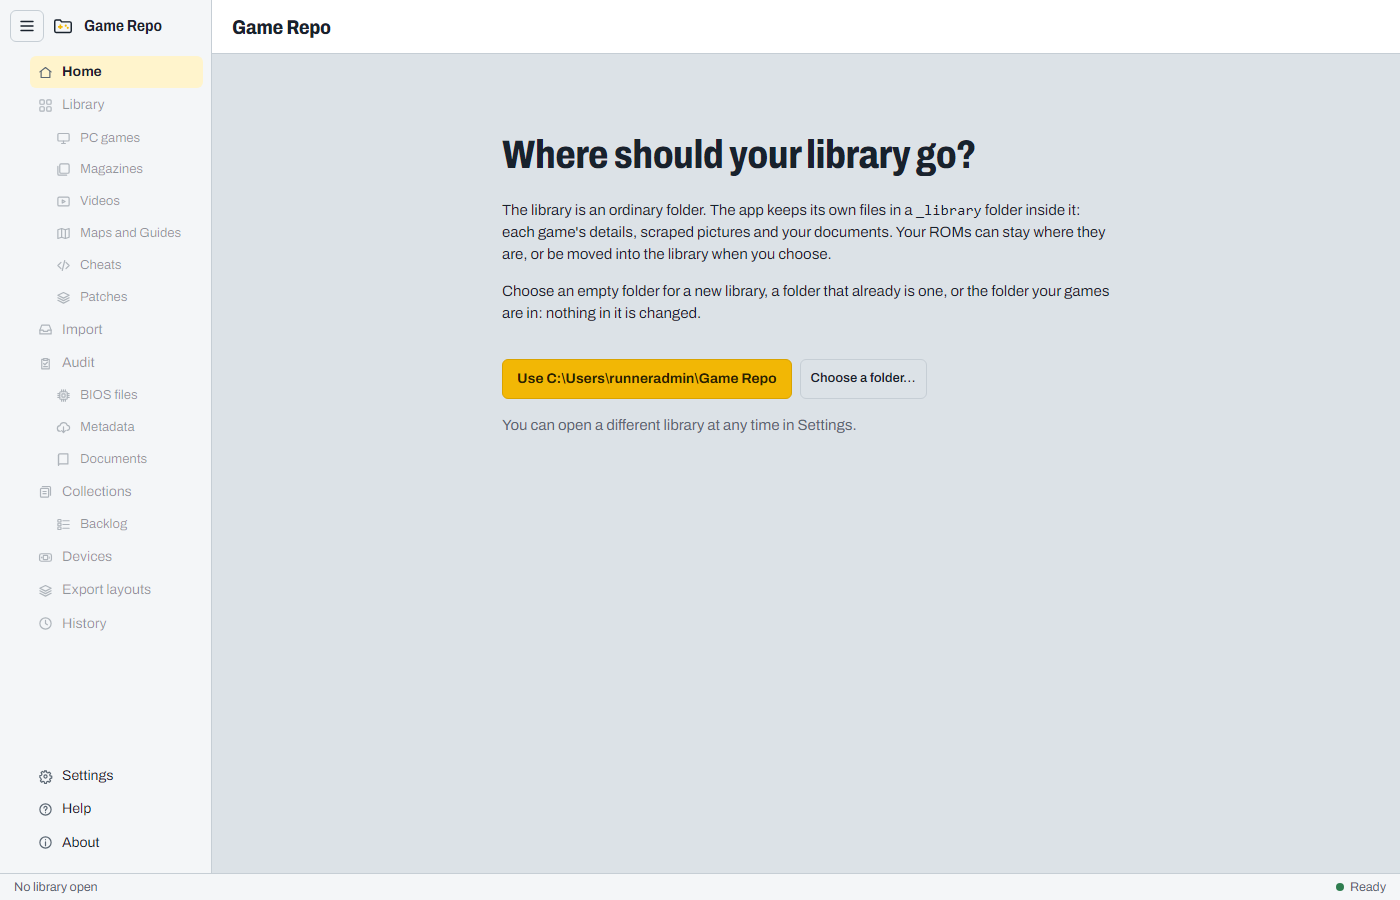 Game Repo
Game Repo
Home
Library
PC games
Magazines
Videos
Maps and Guides
Cheats
Patches
Import
Audit
BIOS files
Metadata
Documents
Collections
Backlog
Devices
Export layouts
History
Settings
Help
About
Where should your library go?
The library is an ordinary folder. The app keeps its own files in a _library folder inside it:
each game's details, scraped pictures and your documents. Your ROMs can stay where they
are, or be moved into the library when you choose.
Choose an empty folder for a new library, a folder that already is one, or the folder your games
are in: nothing in it is changed.
Use C:\Users\runneradmin\Game Repo
Choose a folder...
You can open a different library at any time in Settings.
No library open
Ready